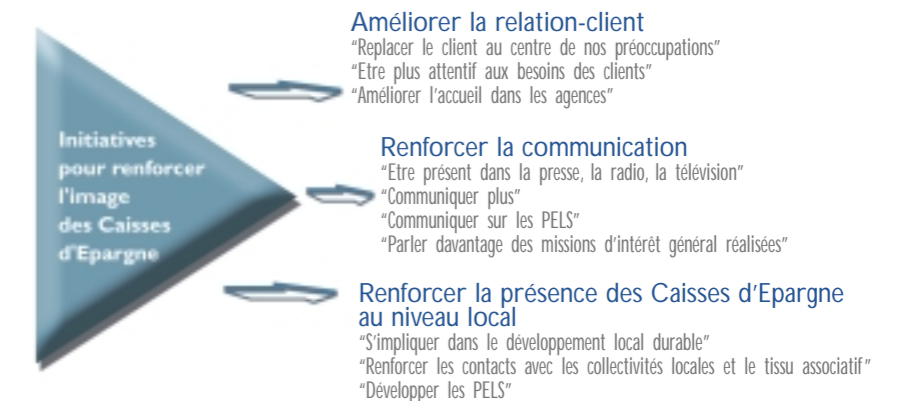 Améliorer la relation-client
“Replacer le client au centre de nos préoccupations”
“Etre plus attentif aux besoins des clients”
“Améliorer l’accueil dans les agences”
Initiatives
pour renforcer
l’image
des Caisses
d’Epargne
Renforcer la communication
“Etre présent dans la presse, la radio, la télévision”
“Communiquer plus”
“Communiquer sur les PELS”
“Parler davantage des missions d’intérêt général réalisées”
Renforcer la présence des Caisses d’Epargne
au niveau local
“S’impliquer dans le développement local durable”
“Renforcer les contacts avec les collectivités locales et le tissu associatif”
“Développer les PELS”